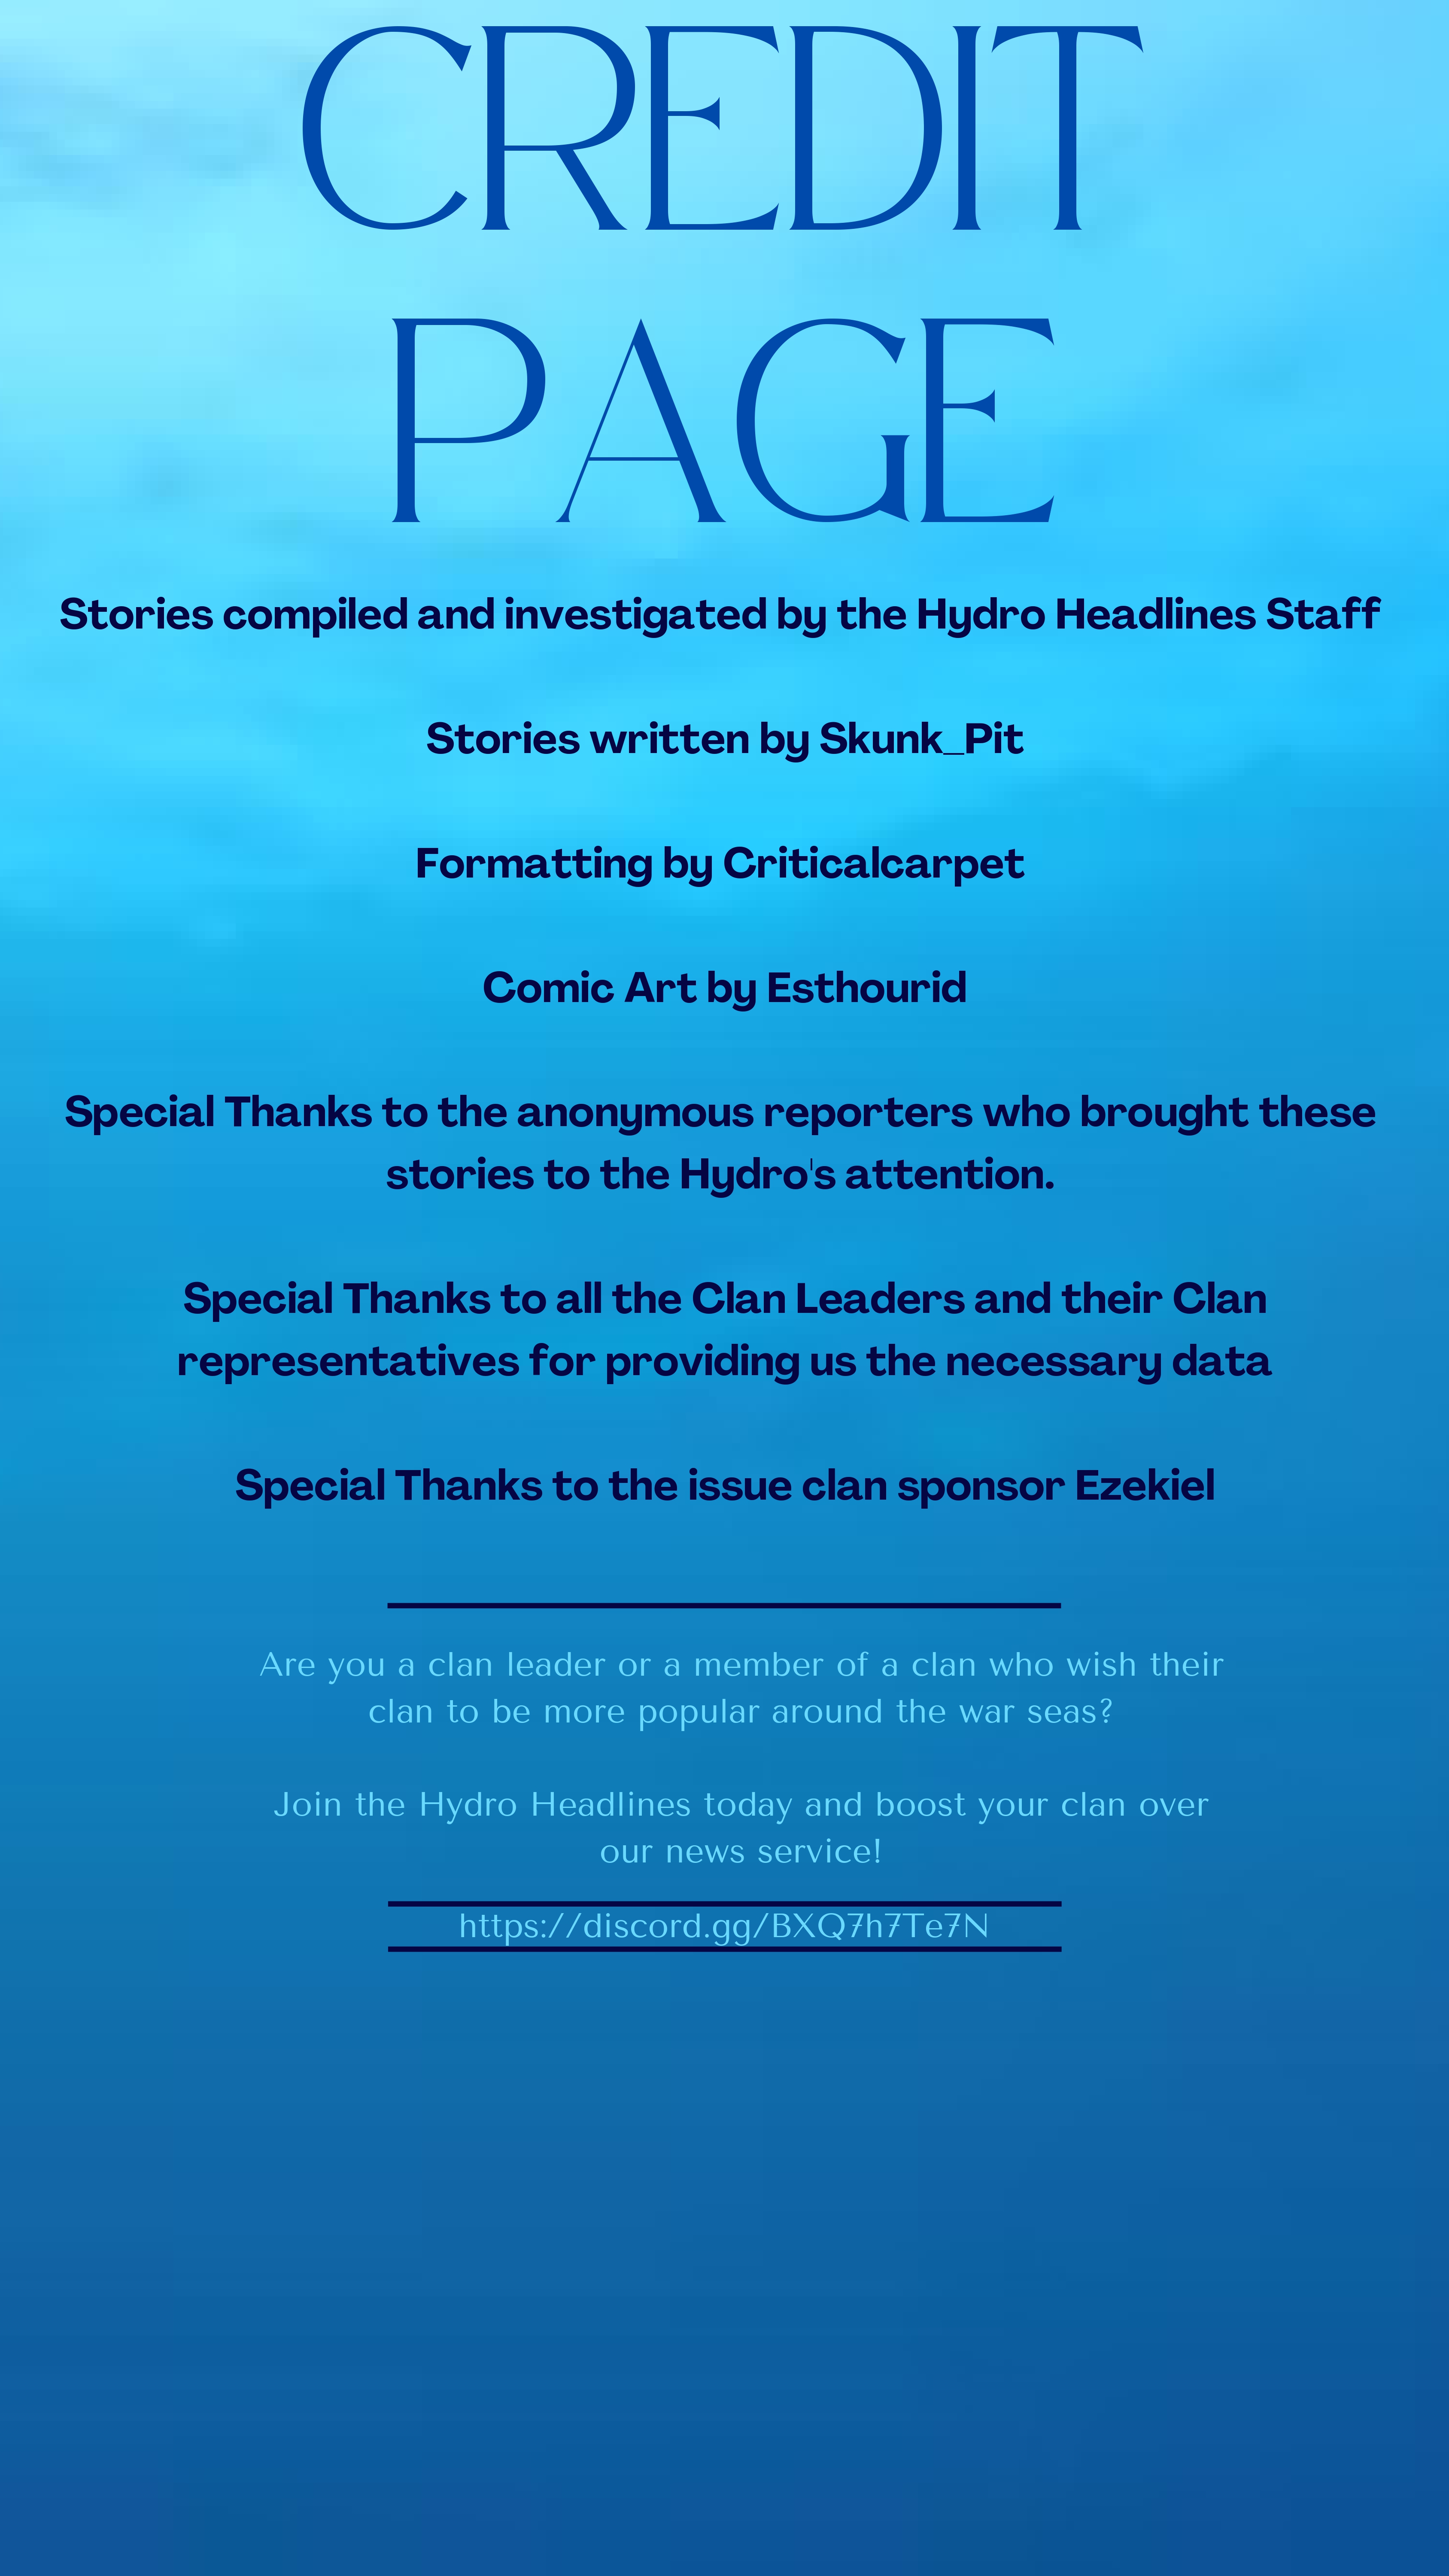 CREDIT
PAGE
Stories compiled and investigated by the Hydro Headlines Staff
Stories written by Skunk_Pit
Formatting by Criticalcarpet
Comic Art by Esthourid
Special Thanks to the anonymous reporters who brought these
stories to the Hydro's attention.
Special Thanks to all the Clan Leaders and their Clan
representatives for providing us the necessary data
Special Thanks to the issue clan sponsor Ezekiel
Are you a clan leader or a member of a clan who wish their
clan to be more popular around the war seas?
Join the Hydro Headlines today and boost your clan over
our news service!
https://discord.gg/BXQ7h7Te7N